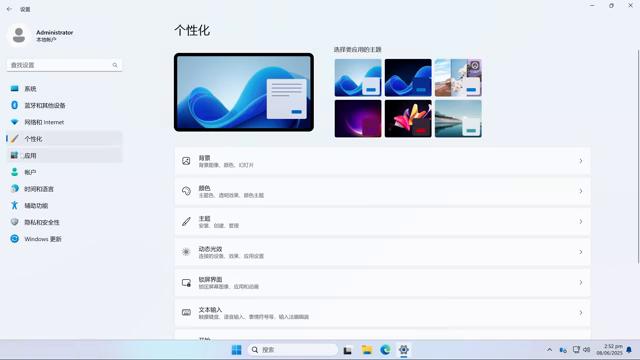 设置
Administrator
本地帐户
查找设置
系统
蓝牙和其他设备
网络和 Internet
个性化
应用
帐户
时间和语言
辅助功能
隐私和安全性
Windows 更新
个性化
选择要应用的主题
背景
背景图像、颜色、幻灯片
颜色
主题色、透明效果、颜色主题
主题
安装、创建、管理
动态光效
连接的设备、效果、应用设置
锁屏界面
锁屏界面图像、应用和动画
文本输入
触摸键盘、语音输入、表情符号等、输入法编辑器
开始
搜索
2:52 pm
08/06/2025